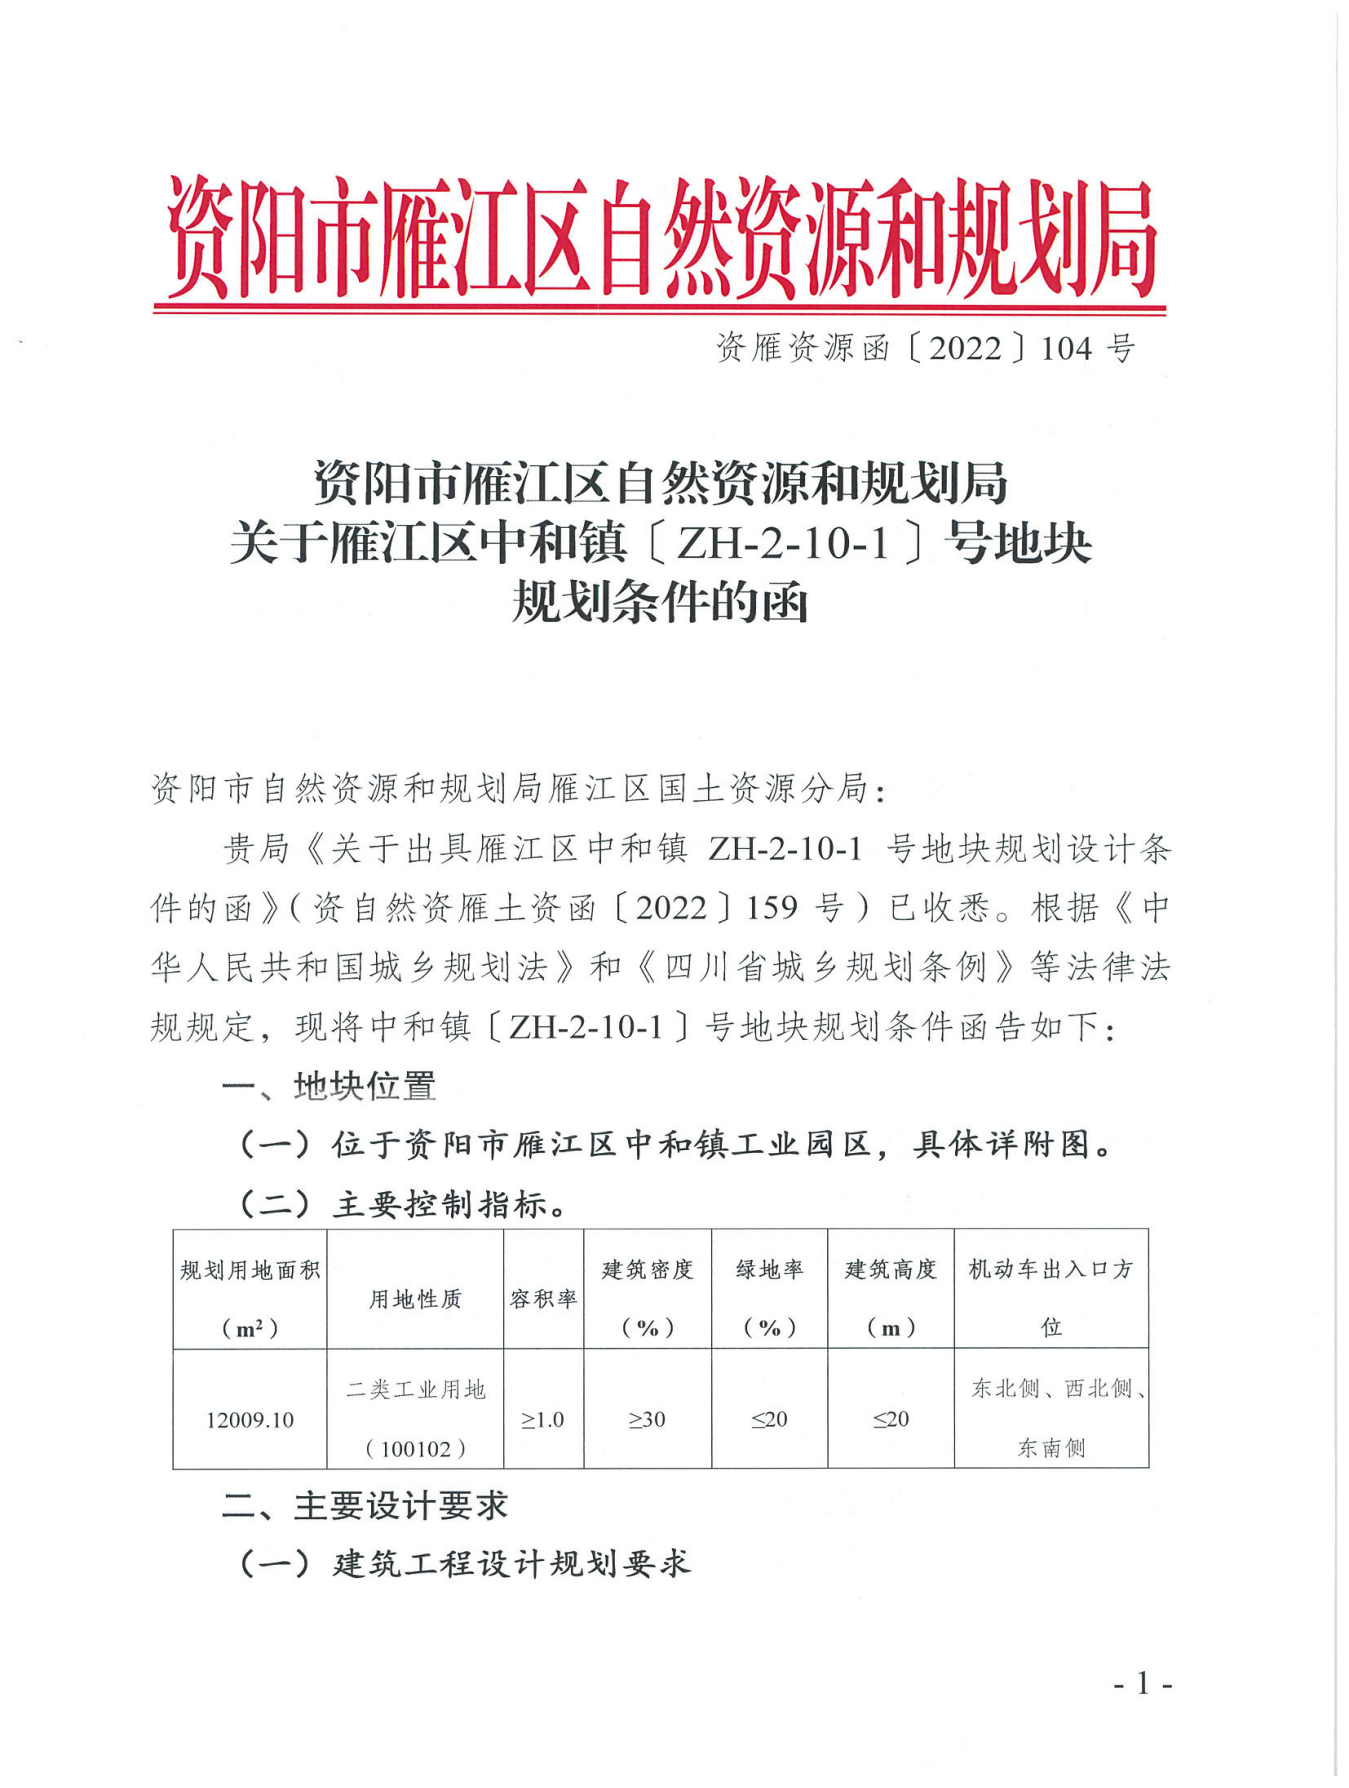 资阳市雁江区自然资源和规划局
资雁资源函〔2022〕104 号
资阳市雁江区自然资源和规划局
关于雁江区中和镇〔ZH-2-10-1〕号地块
规划条件的函
资阳市自然资源和规划局雁江区国土资源分局：
贵局《关于出具雁江区中和镇 ZH-2-10-1 号地块规划设计条
件的函》（资自然资雁土资函〔2022〕159 号）已收悉。根据《中
华人民共和国城乡规划法》和《四川省城乡规划条例》等法律法
规规定，现将中和镇〔ZH-2-10-1〕号地块规划条件函告如下：
一、地块位置
（一）位于资阳市雁江区中和镇工业园区，具体详附图。
（二）主要控制指标。
规划用地面积
（m²）
用地性质
容积率
建筑密度
（%）
绿地率
（%）
建筑高度
（m）
机动车出入口方
位
12009.10
二类工业用地
（100102）
≥1.0
≥30
≤20
≤20
东北侧、西北侧、
东南侧
二、主要设计要求
（一）建筑工程设计规划要求
- 1 -